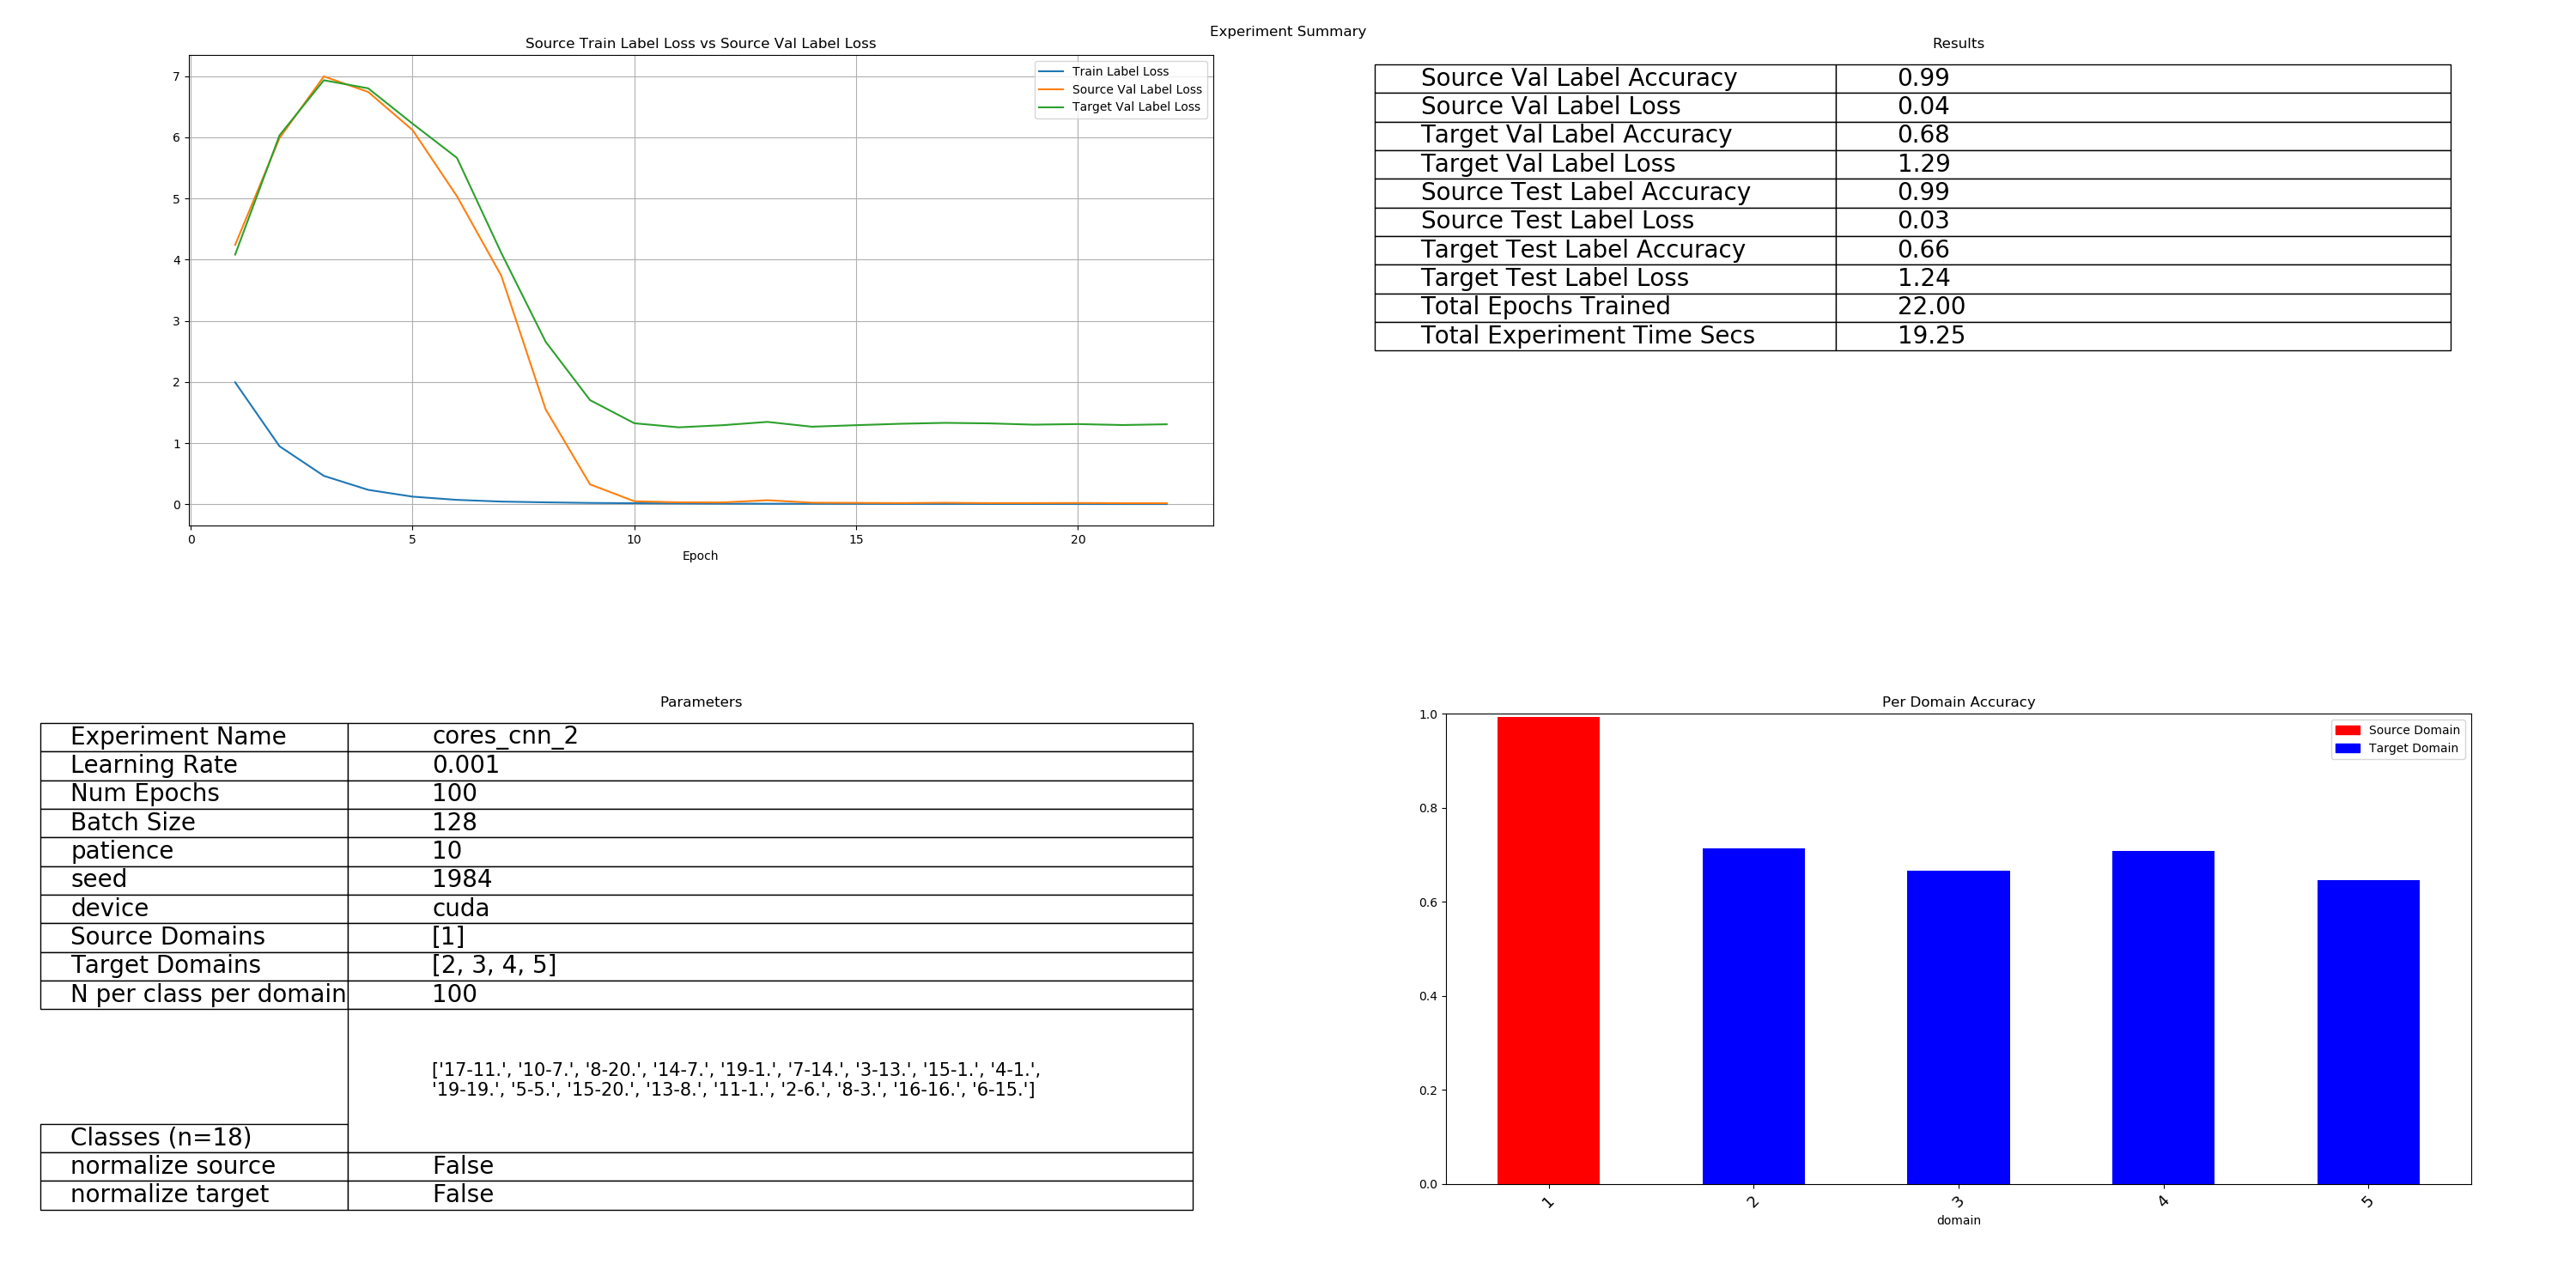 Experiment Summary
Source Train Label Loss vs Source Val Label Loss
Train Label Loss
Source Val Label Loss
Target Val Label Loss
7
6
5
4
3
2
1
0
0 5 10 15 20
Epoch
Results
Source Val Label Accuracy 0.99
Source Val Label Loss 0.04
Target Val Label Accuracy 0.68
Target Val Label Loss 1.29
Source Test Label Accuracy 0.99
Source Test Label Loss 0.03
Target Test Label Accuracy 0.66
Target Test Label Loss 1.24
Total Epochs Trained 22.00
Total Experiment Time Secs 19.25
Parameters
Experiment Name cores_cnn_2
Learning Rate 0.001
Num Epochs 100
Batch Size 128
patience 10
seed 1984
device cuda
Source Domains [1]
Target Domains [2, 3, 4, 5]
N per class per domain 100
['17-11.', '10-7.', '8-20.', '14-7.', '19-1.', '7-14.', '3-13.', '15-1.', '4-1.',
'19-19.', '5-5.', '15-20.', '13-8.', '11-1.', '2-6.', '8-3.', '16-16.', '6-15.']
Classes (n=18)
normalize source False
normalize target False
Per Domain Accuracy
Source Domain
Target Domain
1.0
0.8
0.6
0.4
0.2
0.0
1 2 3 4 5
domain